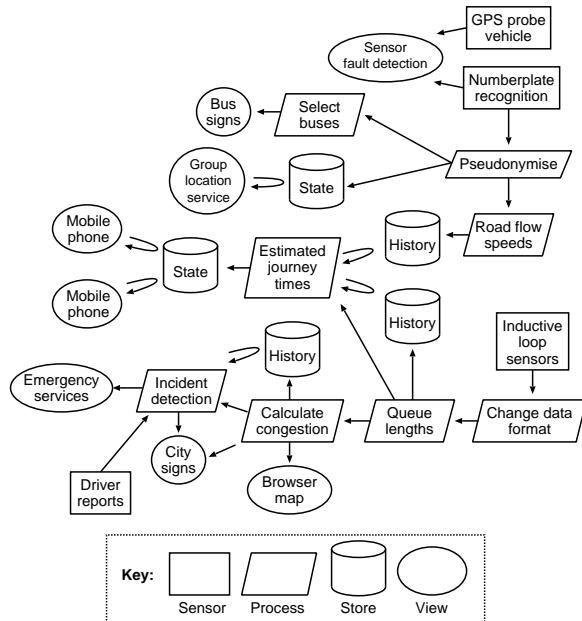 GPS probe
vehicle
Sensor
fault detection
Numberplate
recognition
Bus
signs
Select
buses
Pseudonymise
Group
location
service
State
Mobile
phone
Road flow
speeds
History
Estimated
journey
times
State
Mobile
phone
History
Inductive
loop
sensors
History
Emergency
services
Incident
detection
Calculate
congestion
Queue
lengths
Change data
format
City
signs
Driver
reports
Browser
map
Key:
Sensor
Process
Store
View